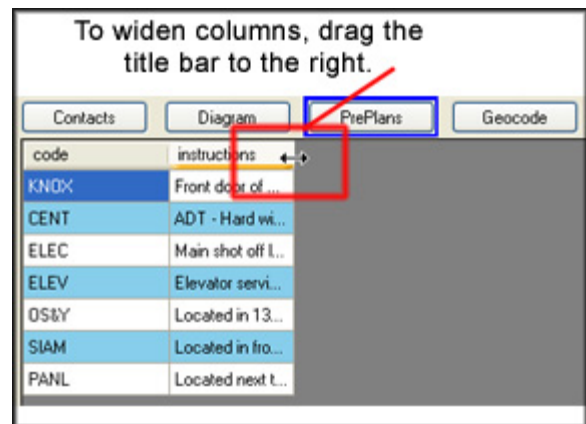 To widen columns, drag the
title bar to the right.
Contacts Diagram PrePlans Geocode
code instructions
KNOX Front door of ...
CENT ADT - Hard wi...
ELEC Main shot off l...
ELEV Elevator servi...
OS&Y Located in 13...
SIAM Located in fro...
PANL Located next t...